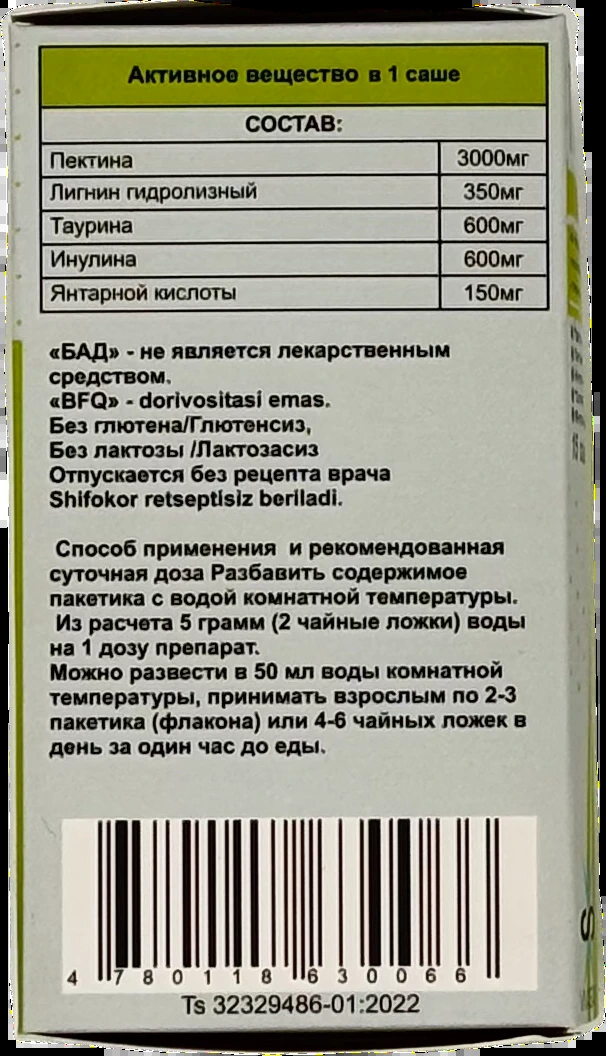 Активное вещество в 1 саше
СОСТАВ:
Пектина 3000мг
Лигнин гидролизный 350мг
Таурина 600мг
Инулина 600мг
Янтарной кислоты 150мг
«БАД» - не является лекарственным
средством.
«BFQ» - dorivositasi emas.
Без глютена/Глютенсиз,
Без лактозы /Лактозасиз
Отпускается без рецепта врача
Shifokor retseptisiz beriladi.
Способ применения и рекомендованная
суточная доза Разбавить содержимое
пакетика с водой комнатной температуры.
Из расчета 5 грамм (2 чайные ложки) воды
на 1 дозу препарат.
Можно развести в 50 мл воды комнатной
температуры, принимать взрослым по 2-3
пакетика (флакона) или 4-6 чайных ложек в
день за один час до еды.
4 780118 630066
Ts 32329486-01:2022